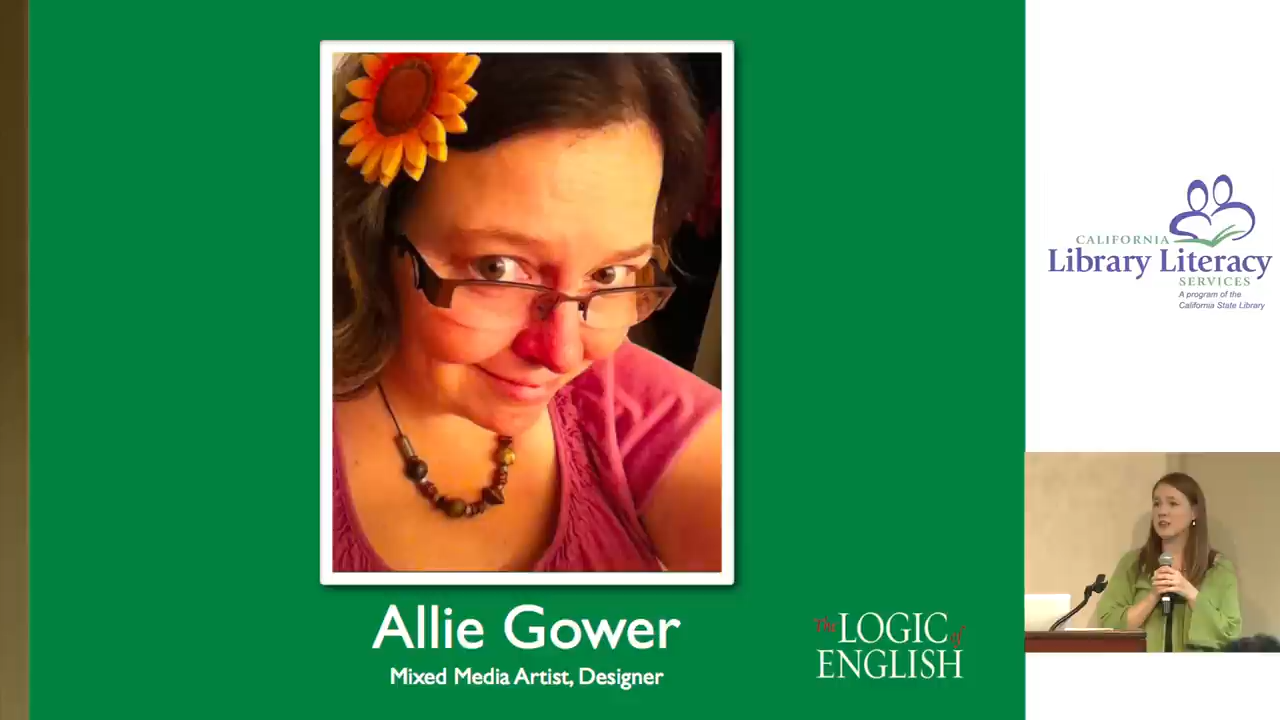 Allie Gower
Mixed Media Artist, Designer
The LOGIC of
ENGLISH
CALIFORNIA
Library Literacy
SERVICES
A program of the
California State Library